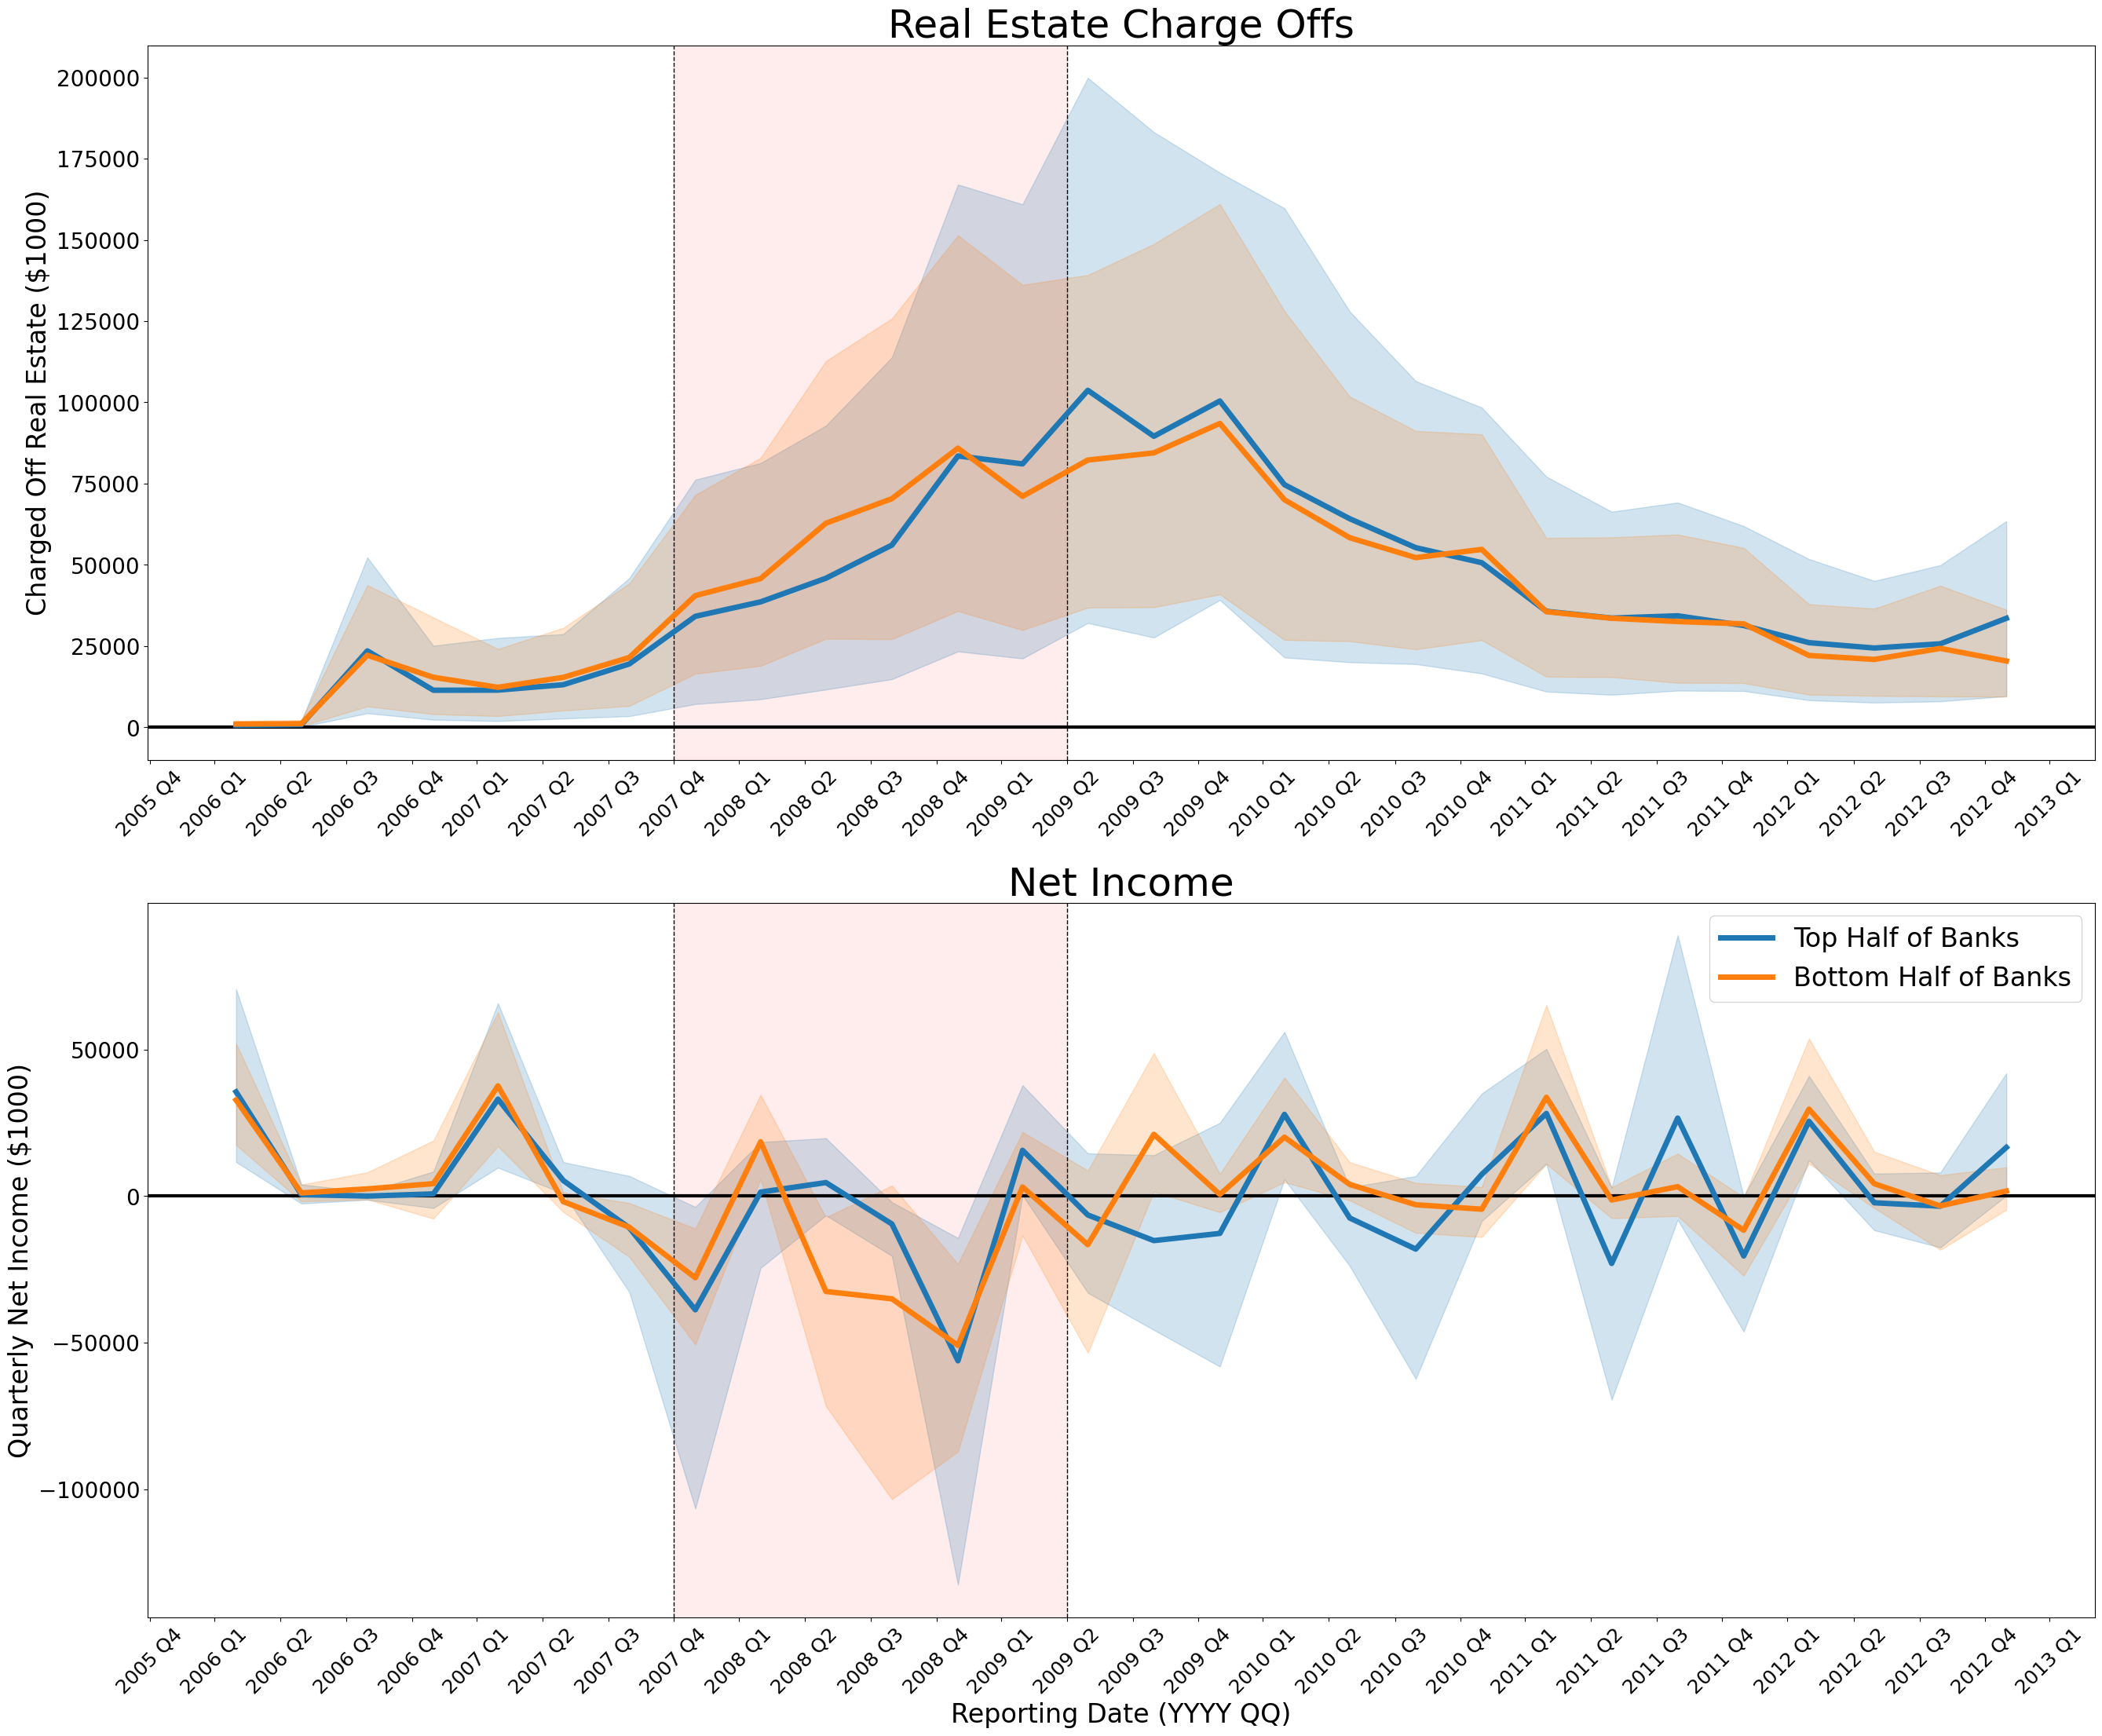 Real Estate Charge Offs
Charged Off Real Estate ($1000)
200000
175000
150000
125000
100000
75000
50000
25000
0
2005 Q4
2006 Q1
2006 Q2
2006 Q3
2006 Q4
2007 Q1
2007 Q2
2007 Q3
2007 Q4
2008 Q1
2008 Q2
2008 Q3
2008 Q4
2009 Q1
2009 Q2
2009 Q3
2009 Q4
2010 Q1
2010 Q2
2010 Q3
2010 Q4
2011 Q1
2011 Q2
2011 Q3
2011 Q4
2012 Q1
2012 Q2
2012 Q3
2012 Q4
2013 Q1
Net Income
Quarterly Net Income ($1000)
Top Half of Banks
Bottom Half of Banks
50000
0
−50000
−100000
2005 Q4
2006 Q1
2006 Q2
2006 Q3
2006 Q4
2007 Q1
2007 Q2
2007 Q3
2007 Q4
2008 Q1
2008 Q2
2008 Q3
2008 Q4
2009 Q1
2009 Q2
2009 Q3
2009 Q4
2010 Q1
2010 Q2
2010 Q3
2010 Q4
2011 Q1
2011 Q2
2011 Q3
2011 Q4
2012 Q1
2012 Q2
2012 Q3
2012 Q4
2013 Q1
Reporting Date (YYYY QQ)